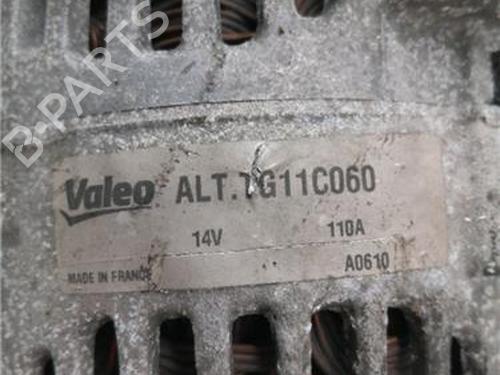 B-PARTS
Valeo ALT.TG11C060
14V 110A
MADE IN FRANCE A0610